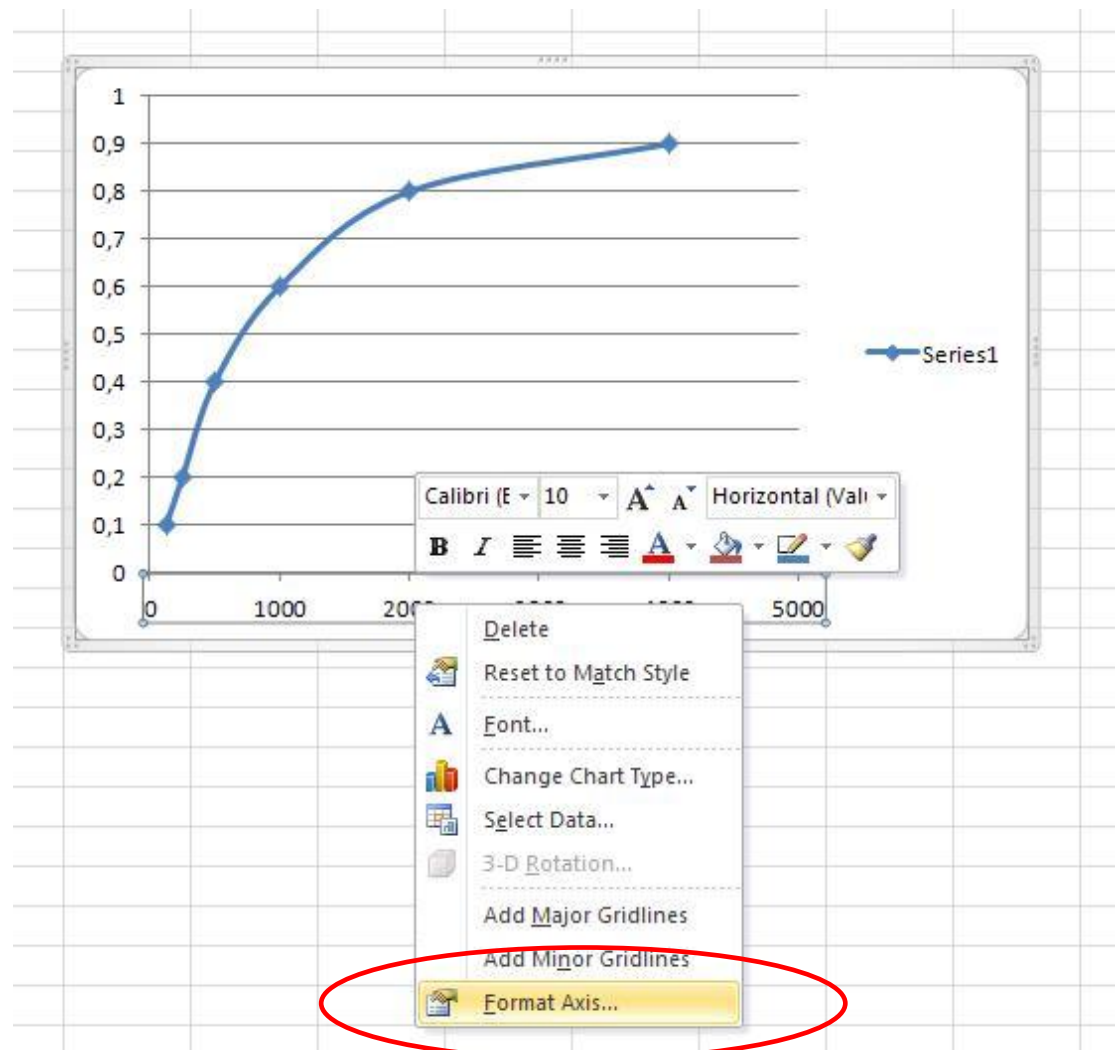 1
0,9
0,8
0,7
0,6
0,5
0,4
0,3
0,2
0,1
0
Series1
Calibri (E 10 A A Horizontal (Valu
B I A
0 1000 5000
Delete
Reset to Match Style
A Font...
Change Chart Type...
Select Data...
3-D Rotation...
Add Major Gridlines
Add Minor Gridlines
Format Axis...